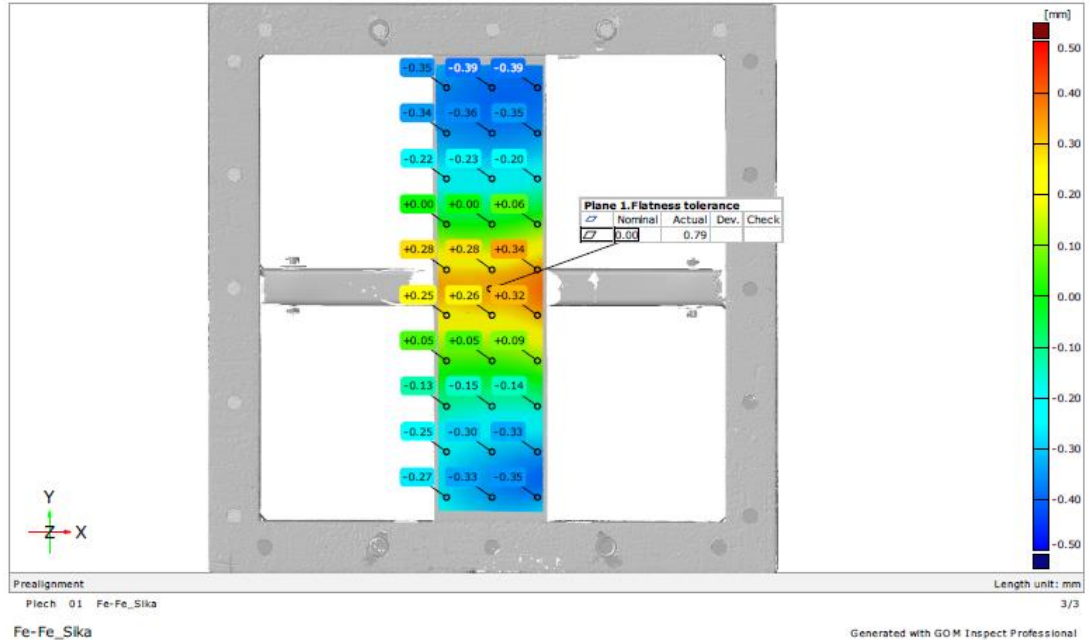 [mm]
0.50
0.40
0.30
0.20
0.10
0.00
-0.10
-0.20
-0.30
-0.40
-0.50
-0.35 -0.39 -0.39
-0.34 -0.36 -0.35
-0.22 -0.23 -0.20
+0.00 +0.00 +0.06
+0.28 +0.28 +0.34
+0.25 +0.26 +0.32
+0.05 +0.05 +0.09
-0.13 -0.15 -0.14
-0.25 -0.30 -0.33
-0.27 -0.33 -0.35
Plane 1.Flatness tolerance
Nominal Actual Dev. Check
0.00 0.79
Y
Z X
Prealignment Length unit: mm
Plech 01 Fe-Fe_Sika 3/3
Fe-Fe_Sika Generated with GOM Inspect Professional